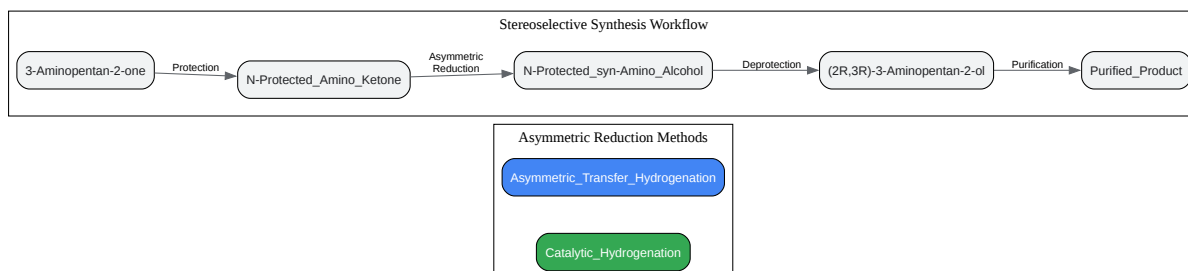 Stereoselective Synthesis Workflow
3-Aminopentan-2-one
Protection
N-Protected_Amino_Ketone
Asymmetric
Reduction
N-Protected_syn-Amino_Alcohol
Deprotection
(2R,3R)-3-Aminopentan-2-ol
Purification
Purified_Product
Asymmetric Reduction Methods
Asymmetric_Transfer_Hydrogenation
Catalytic_Hydrogenation